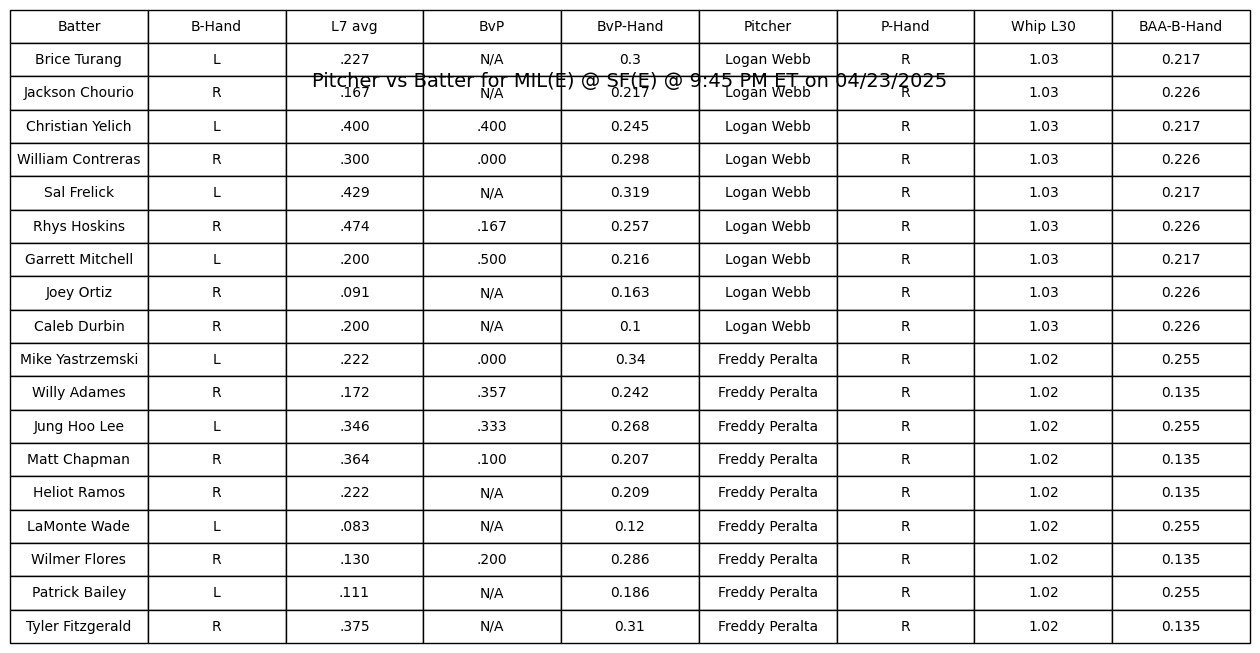 Batter B-Hand L7 avg BvP BvP-Hand Pitcher P-Hand Whip L30 BAA-B-Hand
Brice Turang L .227 N/A 0.3 Logan Webb R 1.03 0.217
Pitcher vs Batter for MIL(E) @ SF(E) @ 9:45 PM ET on 04/23/2025
Jackson Chourio R .167 N/A 0.217 Logan Webb R 1.03 0.226
Christian Yelich L .400 .400 0.245 Logan Webb R 1.03 0.217
William Contreras R .300 .000 0.298 Logan Webb R 1.03 0.226
Sal Frelick L .429 N/A 0.319 Logan Webb R 1.03 0.217
Rhys Hoskins R .474 .167 0.257 Logan Webb R 1.03 0.226
Garrett Mitchell L .200 .500 0.216 Logan Webb R 1.03 0.217
Joey Ortiz R .091 N/A 0.163 Logan Webb R 1.03 0.226
Caleb Durbin R .200 N/A 0.1 Logan Webb R 1.03 0.226
Mike Yastrzemski L .222 .000 0.34 Freddy Peralta R 1.02 0.255
Willy Adames R .172 .357 0.242 Freddy Peralta R 1.02 0.135
Jung Hoo Lee L .346 .333 0.268 Freddy Peralta R 1.02 0.255
Matt Chapman R .364 .100 0.207 Freddy Peralta R 1.02 0.135
Heliot Ramos R .222 N/A 0.209 Freddy Peralta R 1.02 0.135
LaMonte Wade L .083 N/A 0.12 Freddy Peralta R 1.02 0.255
Wilmer Flores R .130 .200 0.286 Freddy Peralta R 1.02 0.135
Patrick Bailey L .111 N/A 0.186 Freddy Peralta R 1.02 0.255
Tyler Fitzgerald R .375 N/A 0.31 Freddy Peralta R 1.02 0.135